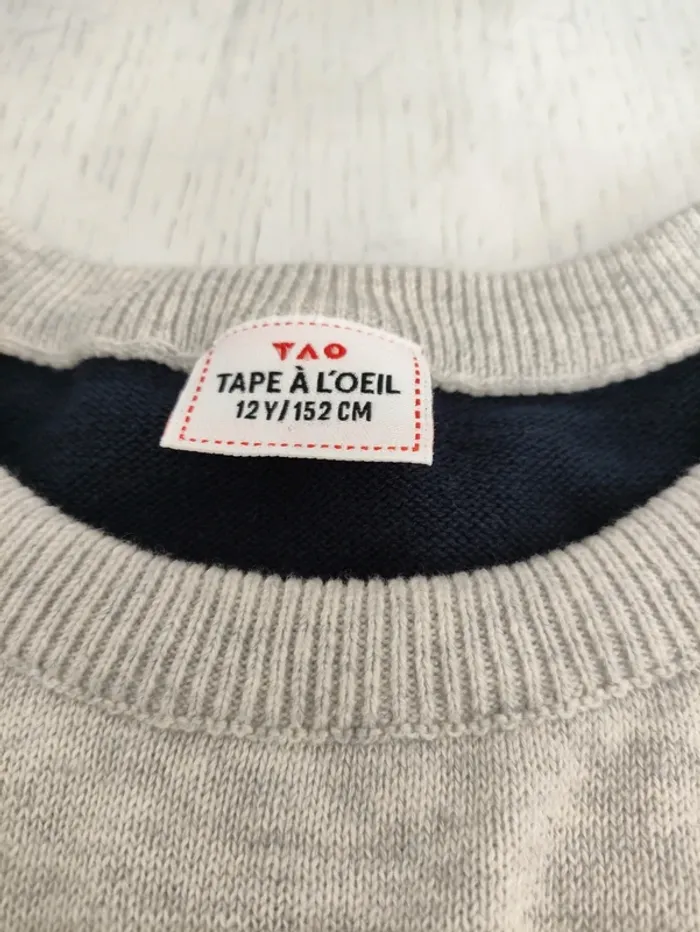 TAO
TAPE À L'OEIL
12 Y/152 CM